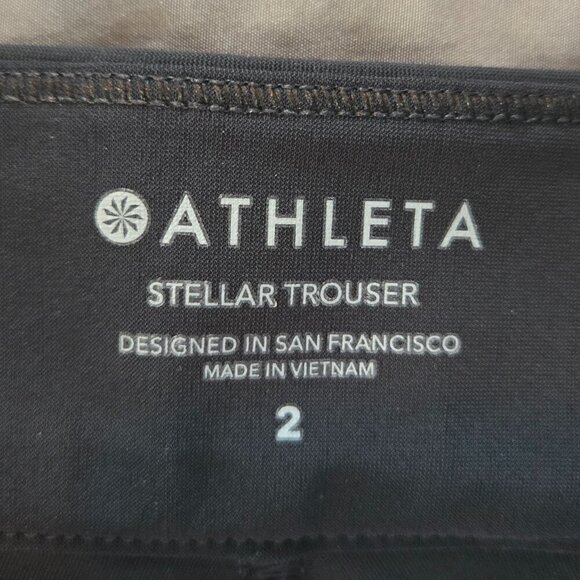 ATHLETA
STELLAR TROUSER
DESIGNED IN SAN FRANCISCO
MADE IN VIETNAM
2